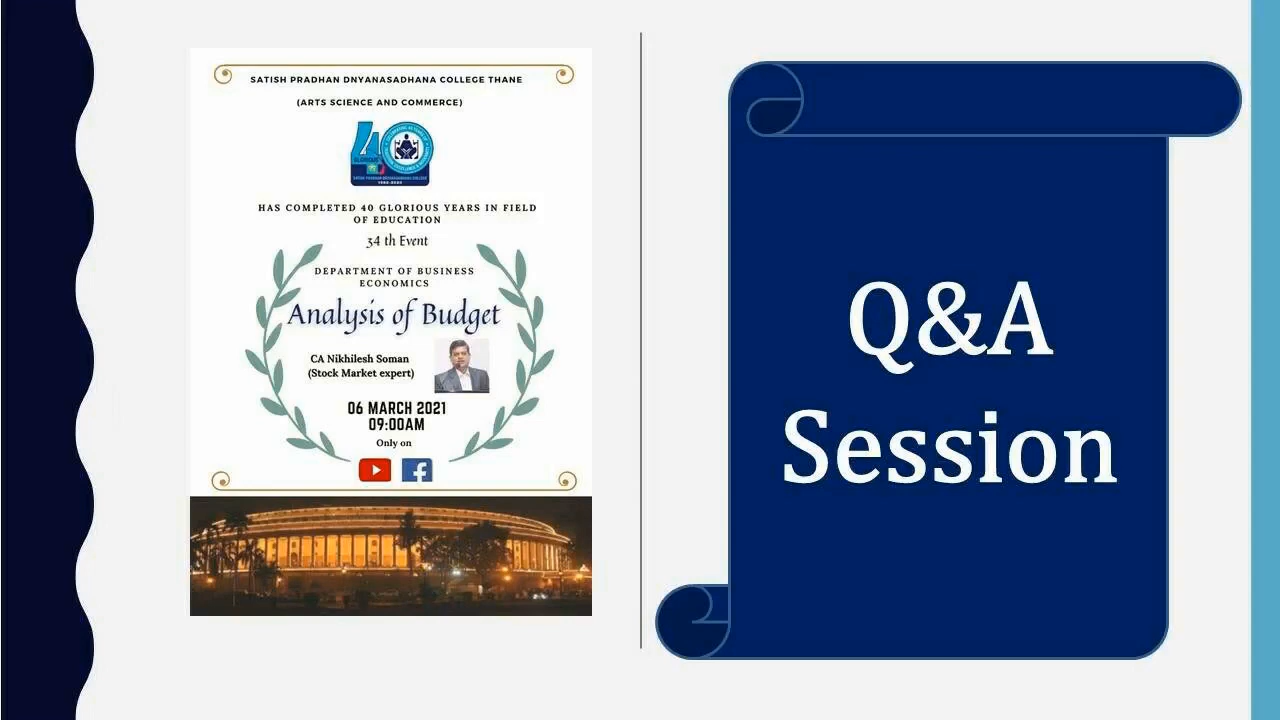 SATISH PRADHAN DNYANASADHANA COLLEGE THANE
(ARTS SCIENCE AND COMMERCE)
40
GLORIOUS
HAS COMPLETED 40 GLORIOUS YEARS IN FIELD
OF EDUCATION
34 th Event
DEPARTMENT OF BUSINESS
ECONOMICS
Analysis of Budget
CA Nikhilesh Soman
(Stock Market expert)
06 MARCH 2021
09:00AM
Only on
Q&A
Session